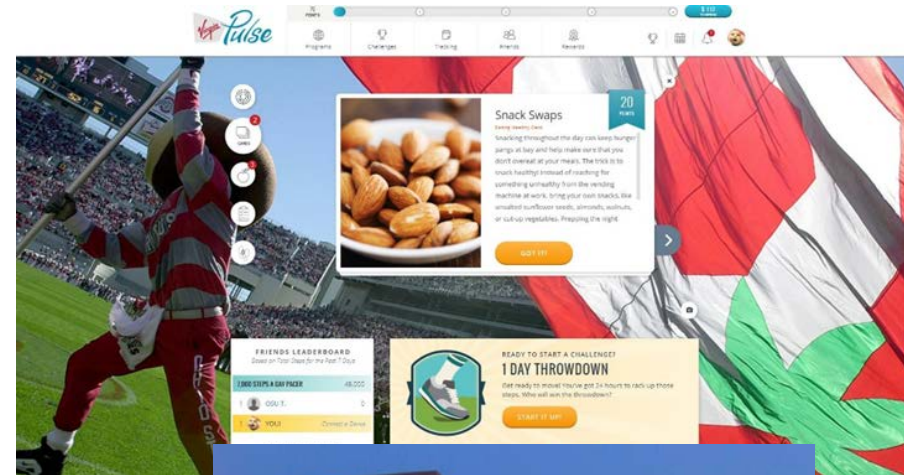 Virgin Pulse
75
POINTS
Programs
Challenges
Tracking
Friends
Rewards
20
POINTS
Snack Swaps
Eating Healthy Card
Snacking throughout the day can keep hunger
pangs at bay and help make sure that you
don't overeat at your meals. The trick is to
snack healthy! Instead of reaching for
something unhealthy from the vending
machine at work, bring your own snacks, like
unsalted sunflower seeds, almonds, walnuts,
or cut-up vegetables. Prepping the night
GOT IT!
CARDS
2
FRIENDS LEADERBOARD
Based on Total Steps for the Past 7 Days
7,000 STEPS A DAY PACER 49,000
1 OSU T. 0
1 YOU!
READY TO START A CHALLENGE?
1 DAY THROWDOWN
Get ready to move! You've got 24 hours to rack up those
steps. Who will win the throwdown?
START IT UP!